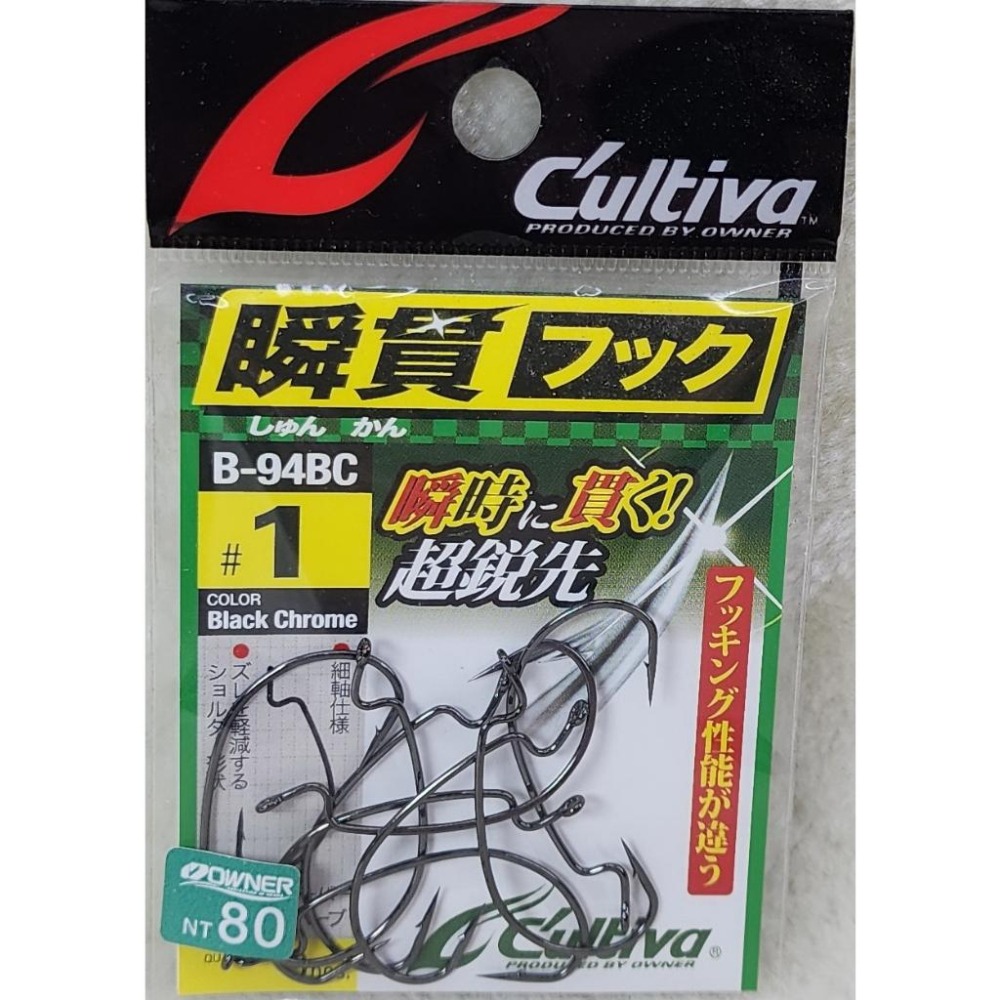 C'ultiva™
PRODUCED BY OWNER
瞬貫フック
しゅん かん
B-94BC
#1
COLOR
Black Chrome
瞬時に貫く!
超鋭先
フッキング性能が違う
細軸仕様
ズレを軽減する
ショルダー形状
OWNER
NT 80
C'ultiva®
PRODUCED BY OWNER